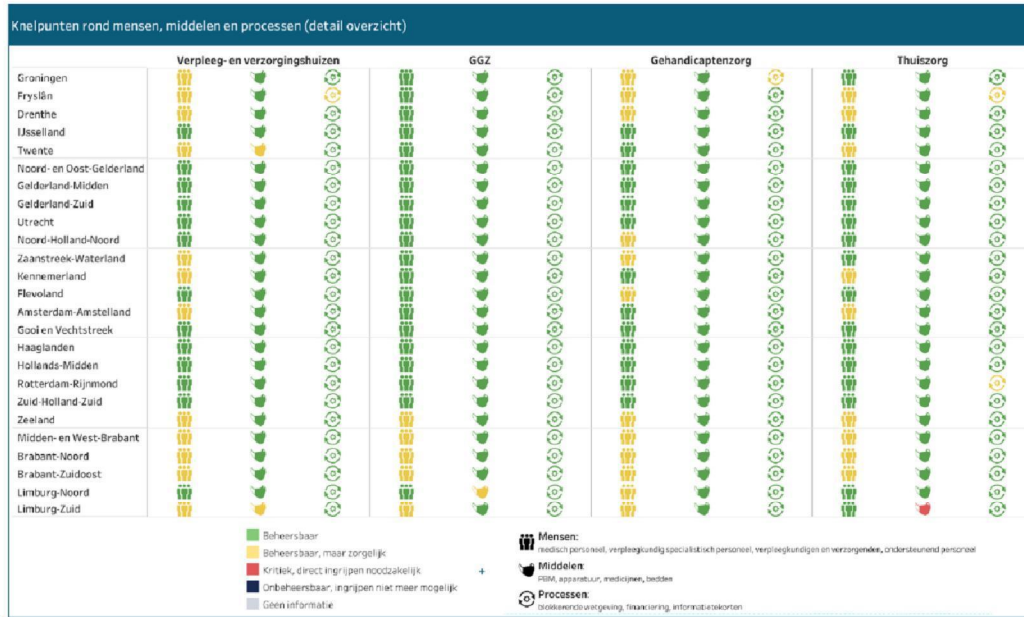 Knelpunten rond mensen, middelen en processen (detail overzicht)
Verpleeg- en verzorgingshuizen GGZ Gehandicaptenzorg Thuiszorg
Groningen
Fryslân
Drenthe
IJsselland
Twente
Noord- en Oost-Gelderland
Gelderland-Midden
Gelderland-Zuid
Utrecht
Noord-Holland-Noord
Zaanstreek-Waterland
Kennemerland
Flevoland
Amsterdam-Amstelland
Gooi en Vechtstreek
Haaglanden
Hollands-Midden
Rotterdam-Rijnmond
Zuid-Holland-Zuid
Zeeland
Midden- en West-Brabant
Brabant-Noord
Brabant-Zuidoost
Limburg-Noord
Limburg-Zuid
Beheersbaar
Beheersbaar, maar zorgelijk
Kritiek, direct ingrijpen noodzakelijk
Onbeheersbaar, ingrijpen niet meer mogelijk
Geen informatie
+
Mensen:
medisch personeel, verpleegkundig specialistisch personeel, verpleegkundigen en verzorgenden, ondersteunend personeel
Middelen:
PBM, apparatuur, medicijnen, bedden
Processen:
Blokkerende wetgeving, financiering, informatietekorten